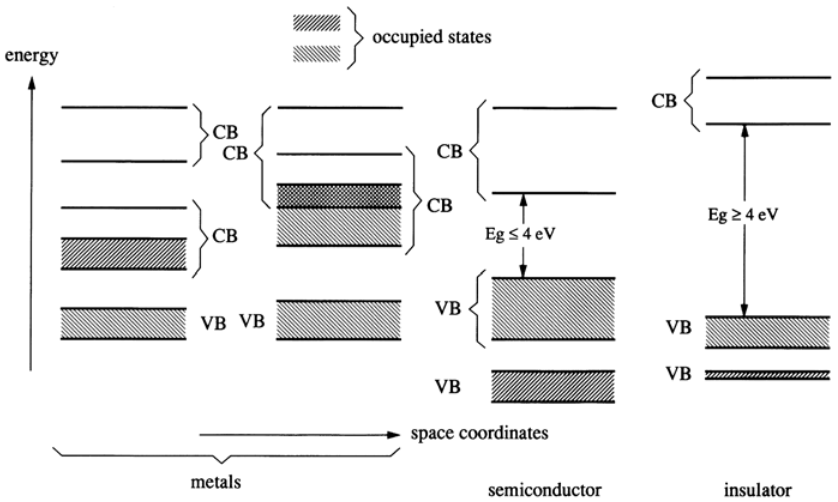 occupied states
energy
CB
CB
CB
CB
CB
CB
Eg ≤ 4 eV
Eg ≥ 4 eV
VB
VB
VB
VB
VB
VB
space coordinates
metals
semiconductor
insulator